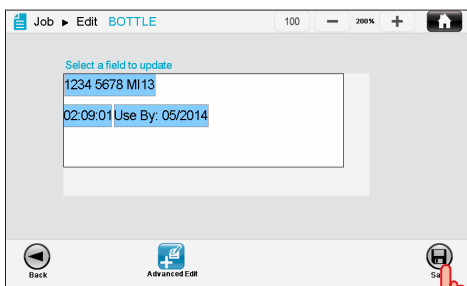 Job ▶ Edit BOTTLE 100 — 200% +
Select a field to update
1234 5678 MI13
02:09:01 Use By: 05/2014
Back Advanced Edit